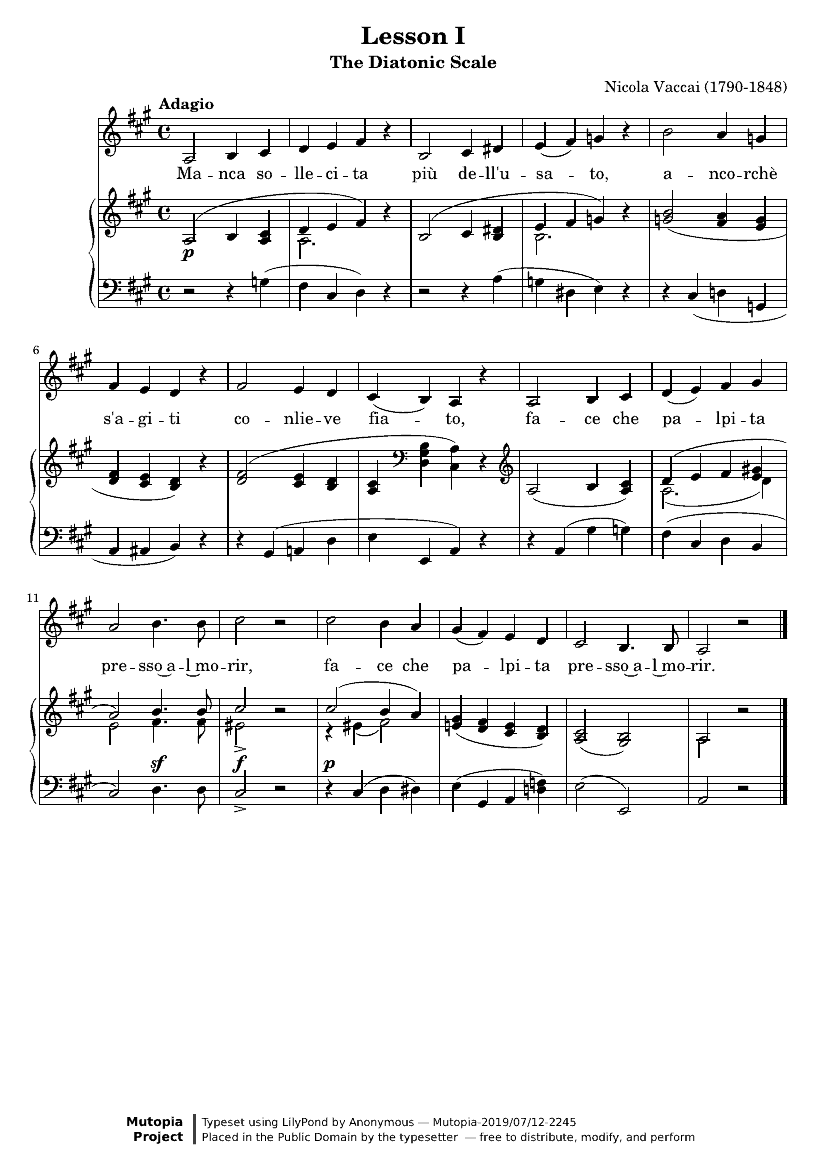 Lesson I
The Diatonic Scale
Nicola Vaccai (1790-1848)
Adagio
Ma - nca so - lle - ci - ta più de - ll'u - sa - to, a - nco - rchè
p
6
s'a - gi - ti co - nlie - ve fia - to, fa - ce che pa - lpi - ta
11
pre - sso a - l mo - rir, fa - ce che pa - lpi - ta pre - sso a - l mo - rir.
sf f p
Mutopia Project
Typeset using LilyPond by Anonymous — Mutopia-2019/07/12-2245
Placed in the Public Domain by the typesetter — free to distribute, modify, and perform